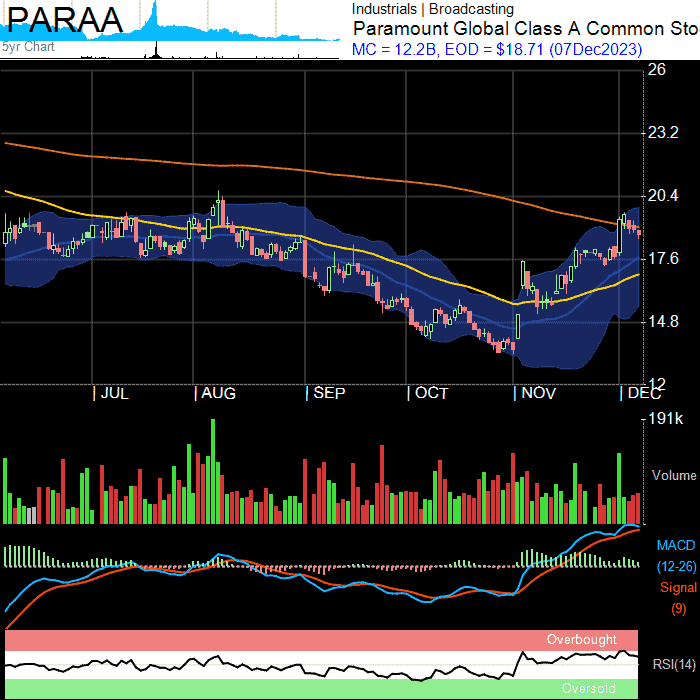 PARAA
5yr Chart
Industrials | Broadcasting
Paramount Global Class A Common Sto
MC = 12.2B, EOD = $18.71 (07Dec2023)
26
23.2
20.4
17.6
14.8
12
| JUL | AUG | SEP | OCT | NOV | DEC
191k
Volume
MACD
(12-26)
Signal
(9)
Overbought
RSI(14)
Oversold